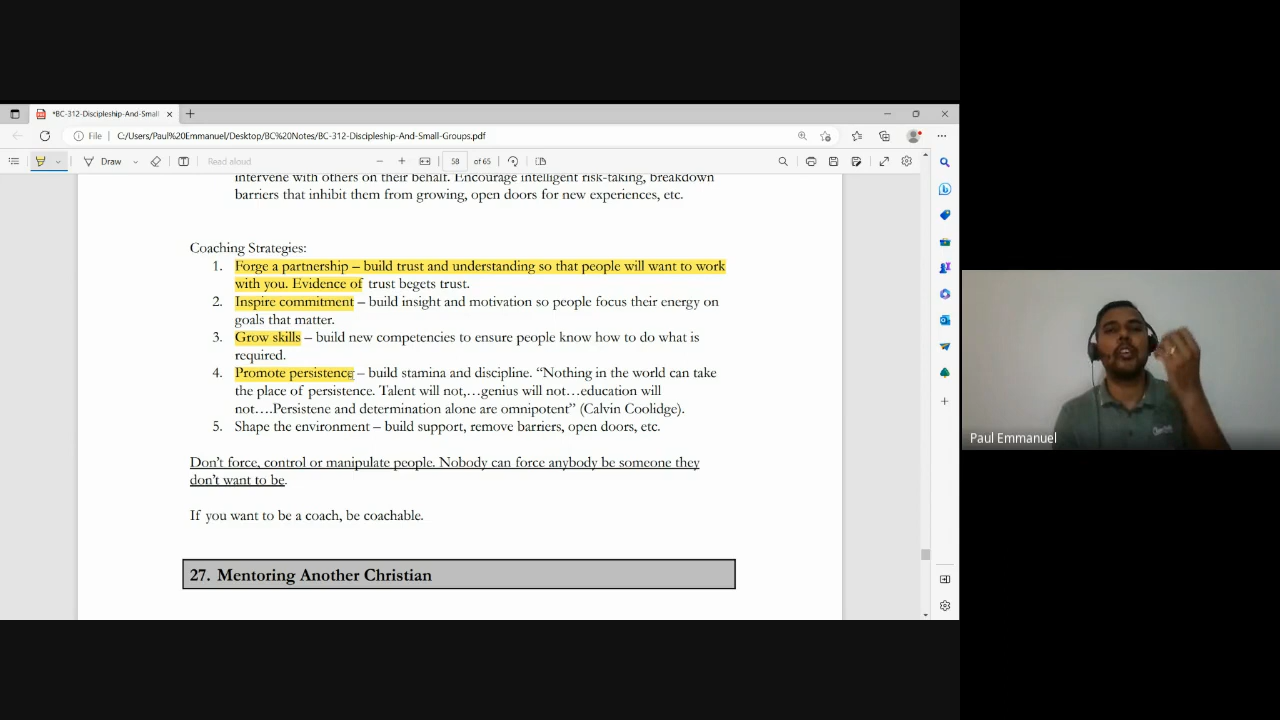 *BC-312-Discipleship-And-Small
File
C:/Users/Paul%20Emmanuel/Desktop/BC%20Notes/BC-312-Discipleship-And-Small-Groups.pdf
Draw
Read aloud
58 of 65
intervene with others on their behalf. Encourage intelligent risk-taking, breakdown
barriers that inhibit them from growing, open doors for new experiences, etc.
Coaching Strategies:
1. Forge a partnership – build trust and understanding so that people will want to work
with you. Evidence of trust begets trust.
2. Inspire commitment – build insight and motivation so people focus their energy on
goals that matter.
3. Grow skills – build new competencies to ensure people know how to do what is
required.
4. Promote persistence – build stamina and discipline. “Nothing in the world can take
the place of persistence. Talent will not,…genius will not…education will
not….Persistene and determination alone are omnipotent” (Calvin Coolidge).
5. Shape the environment – build support, remove barriers, open doors, etc.
Don’t force, control or manipulate people. Nobody can force anybody be someone they
don’t want to be.
If you want to be a coach, be coachable.
27. Mentoring Another Christian
Paul Emmanuel